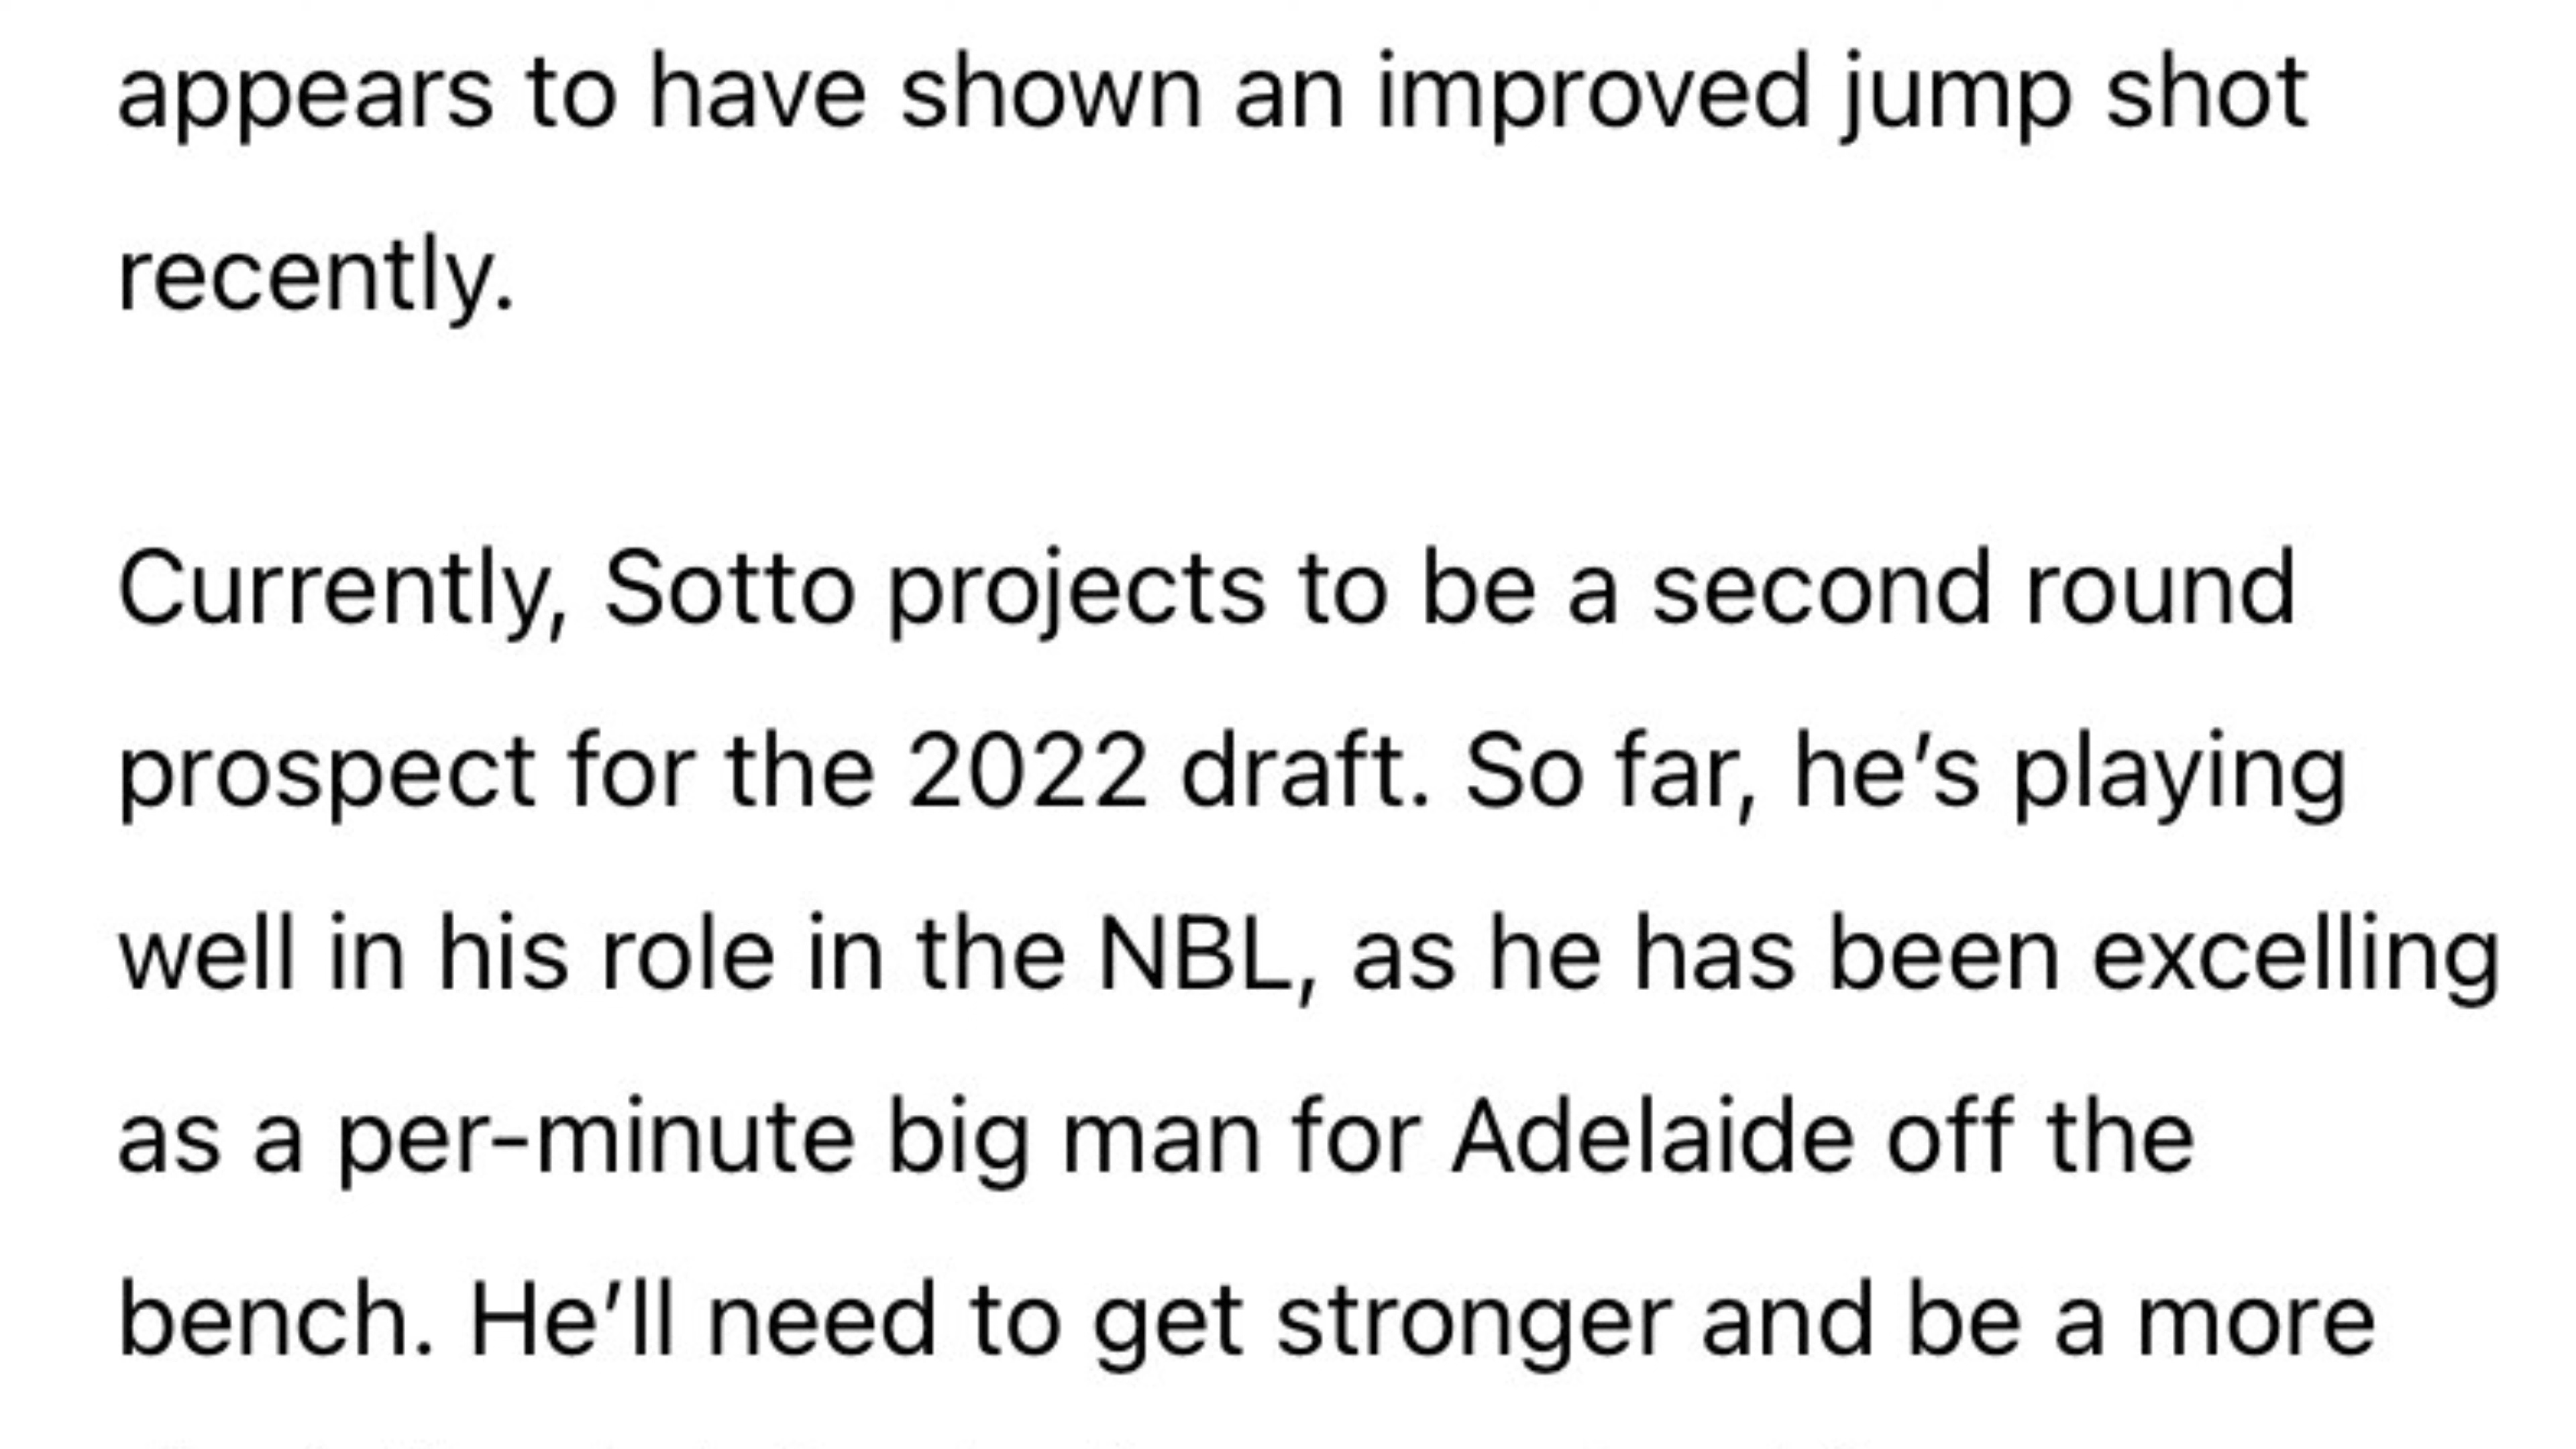 appears to have shown an improved jump shot
recently.
Currently, Sotto projects to be a second round
prospect for the 2022 draft. So far, he’s playing
well in his role in the NBL, as he has been excelling
as a per-minute big man for Adelaide off the
bench. He’ll need to get stronger and be a more